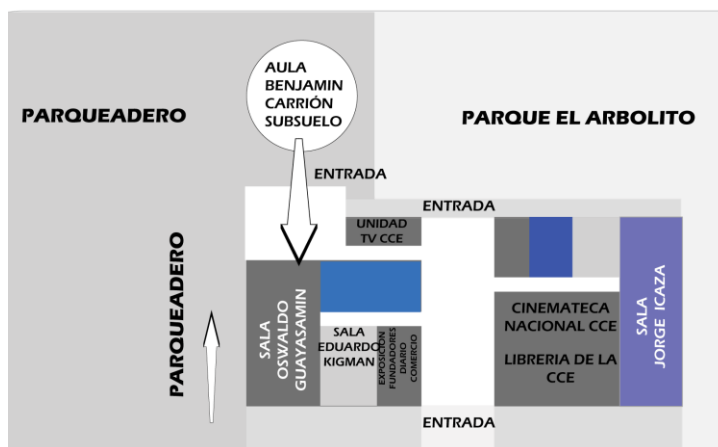 AULA
BENJAMIN
CARRIÓN
SUBSUELO
PARQUEADERO
PARQUE EL ARBOLITO
ENTRADA
ENTRADA
UNIDAD
TV CCE
PARQUEADERO
SALA
OSWALDO
GUAYASAMIN
SALA
EDUARDO
KIGMAN
EXPOSICIÓN
FUNDADORES
DIARIO
COMERCIO
CINEMATECA
NACIONAL CCE
LIBRERIA DE LA
CCE
SALA
JORGE ICAZA
ENTRADA